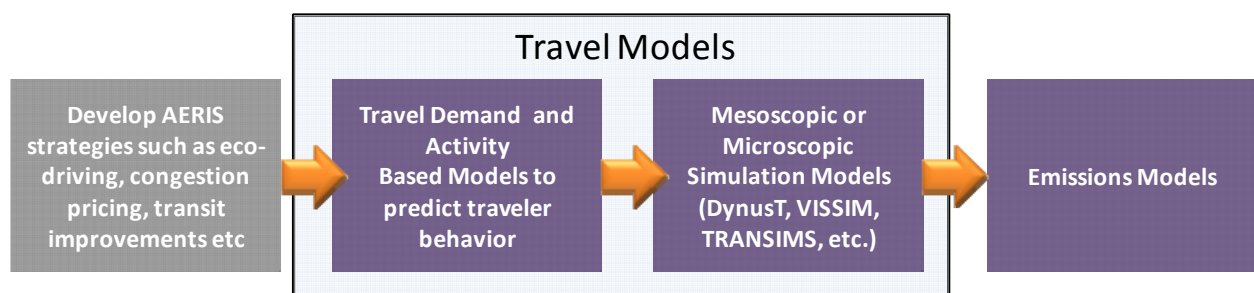 Travel Models
Develop AERIS
strategies such as eco-
driving, congestion
pricing, transit
improvements etc
Travel Demand and
Activity
Based Models to
predict traveler
behavior
Mesoscopic or
Microscopic
Simulation Models
(DynusT, VISSIM,
TRANSIMS, etc.)
Emissions Models